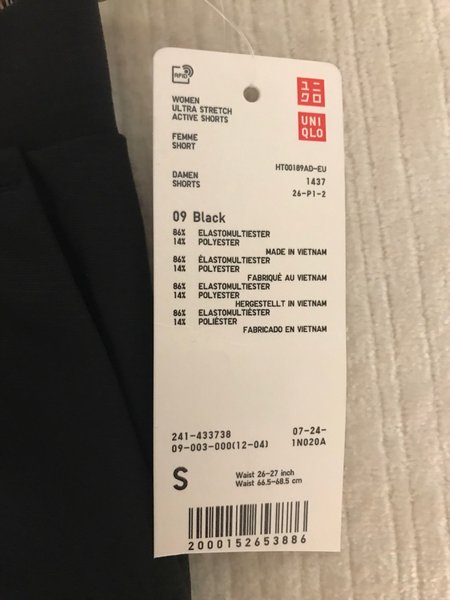 RFID
ユニ
クロ
UNI
QLO
WOMEN
ULTRA STRETCH
ACTIVE SHORTS
FEMME
SHORT
DAMEN
SHORTS
HT00189AD-EU
1437
26-P1-2
09 Black
86% ELASTOMULTIESTER
14% POLYESTER
MADE IN VIETNAM
86% ÉLASTOMULTIESTER
14% POLYESTER
FABRIQUÉ AU VIETNAM
86% ELASTOMULTIESTER
14% POLYESTER
HERGESTELLT IN VIETNAM
86% ELASTOMULTIÉSTER
14% POLIÉSTER
FABRICADO EN VIETNAM
241-433738 07-24-
09-003-000(12-04) 1N020A
S
Waist 26-27 inch
Waist 66.5-68.5 cm
2000152653886